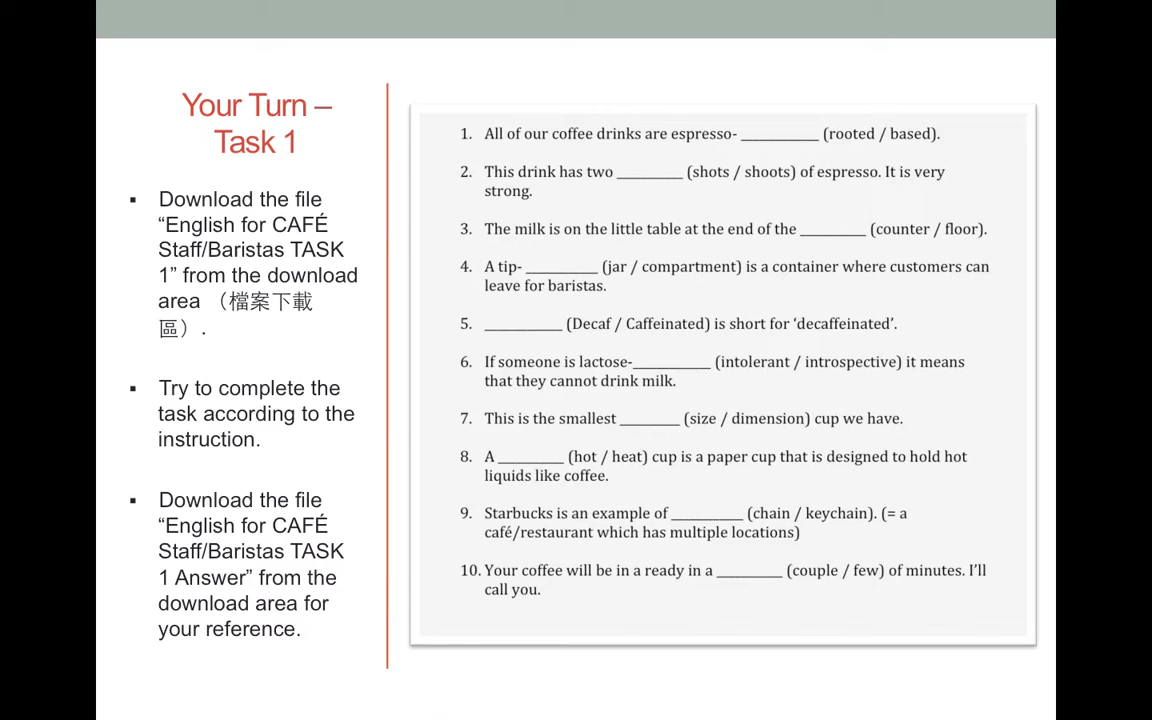 Your Turn –
Task 1
▪ Download the file
“English for CAFÉ
Staff/Baristas TASK
1” from the download
area （檔案下載
區）.
▪ Try to complete the
task according to the
instruction.
▪ Download the file
“English for CAFÉ
Staff/Baristas TASK
1 Answer” from the
download area for
your reference.
1. All of our coffee drinks are espresso- __________ (rooted / based).
2. This drink has two ________ (shots / shoots) of espresso. It is very
strong.
3. The milk is on the little table at the end of the ________ (counter / floor).
4. A tip- _________ (jar / compartment) is a container where customers can
leave for baristas.
5. __________ (Decaf / Caffeinated) is short for ‘decaffeinated’.
6. If someone is lactose-__________ (intolerant / introspective) it means
that they cannot drink milk.
7. This is the smallest ________ (size / dimension) cup we have.
8. A ________ (hot / heat) cup is a paper cup that is designed to hold hot
liquids like coffee.
9. Starbucks is an example of _________ (chain / keychain). (= a
café/restaurant which has multiple locations)
10. Your coffee will be in a ready in a ________ (couple / few) of minutes. I’ll
call you.